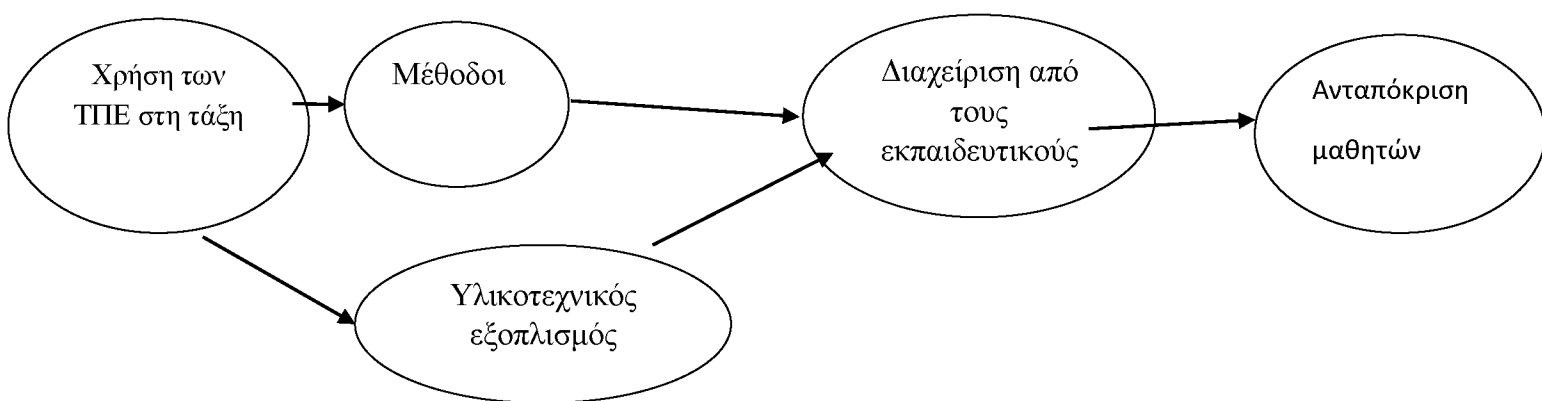 Χρήση των
ΤΠΕ στη τάξη
Μέθοδοι
Διαχείριση από
τους
εκπαιδευτικούς
Ανταπόκριση
μαθητών
Υλικοτεχνικός
εξοπλισμός